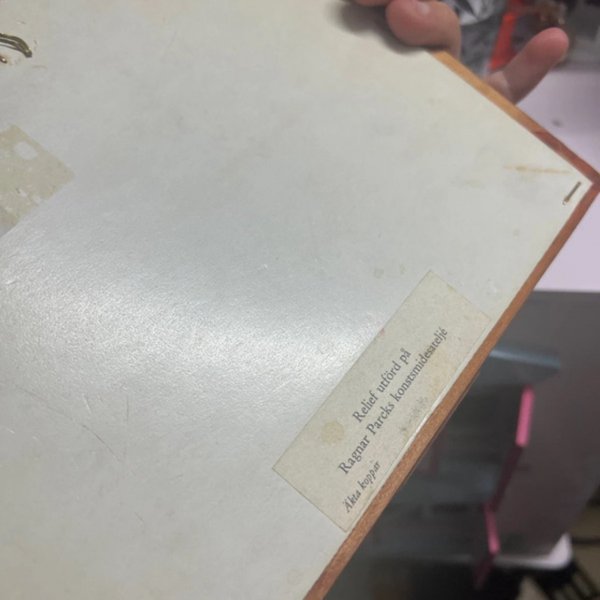 Relief utförd på
Ragnar Parcks konstsmidesateljé
Äkta koppar